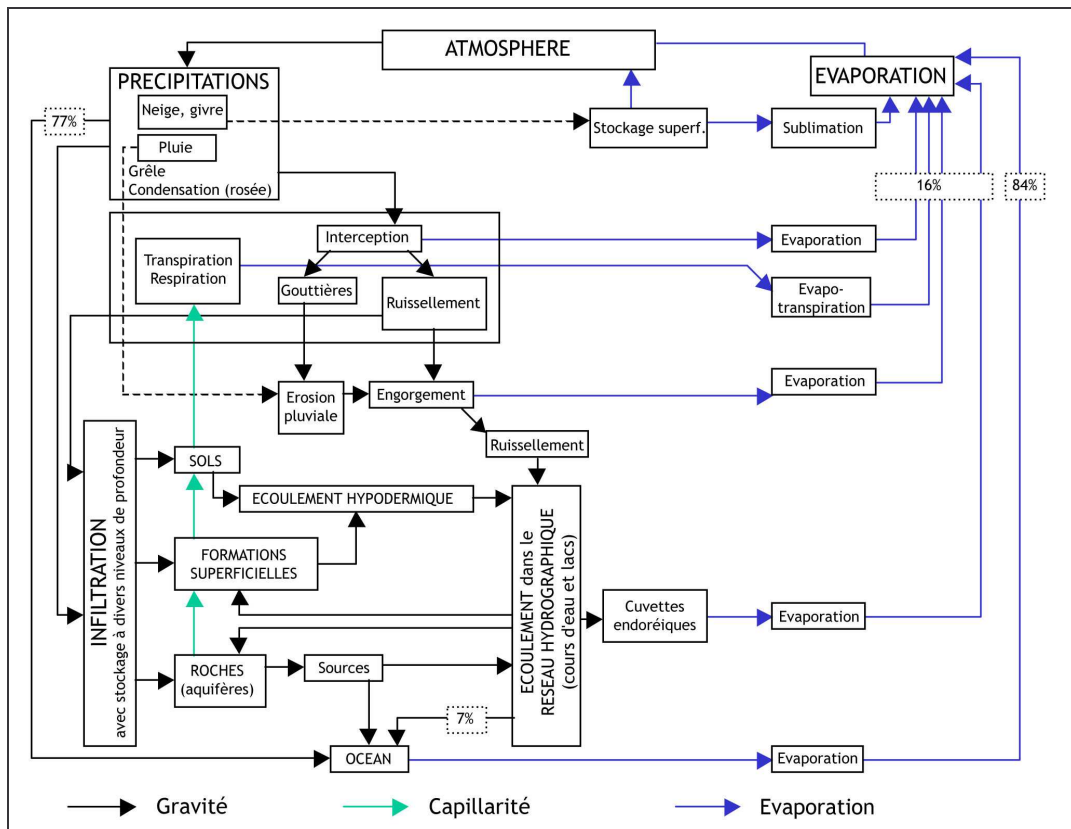 ATMOSPHERE
PRECIPITATIONS
EVAPORATION
77%
Neige, givre
Stockage superf.
Sublimation
Pluie
Grêle
Condensation (rosée)
16%
84%
Interception
Evaporation
Transpiration
Respiration
Gouttières
Ruissellement
Evapo-
transpiration
Erosion
pluviale
Engorgement
Evaporation
Ruissellement
SOLS
ECOULEMENT HYPODERMIQUE
INFILTRATION
avec stockage à divers niveaux de profondeur
FORMATIONS
SUPERFICIELLES
ECOULEMENT dans le
RESEAU HYDROGRAPHIQUE
(cours d'eau et lacs)
Cuvettes
endoréiques
Evaporation
ROCHES
(aquifères)
Sources
7%
OCEAN
Evaporation
Gravité
Capillarité
Evaporation